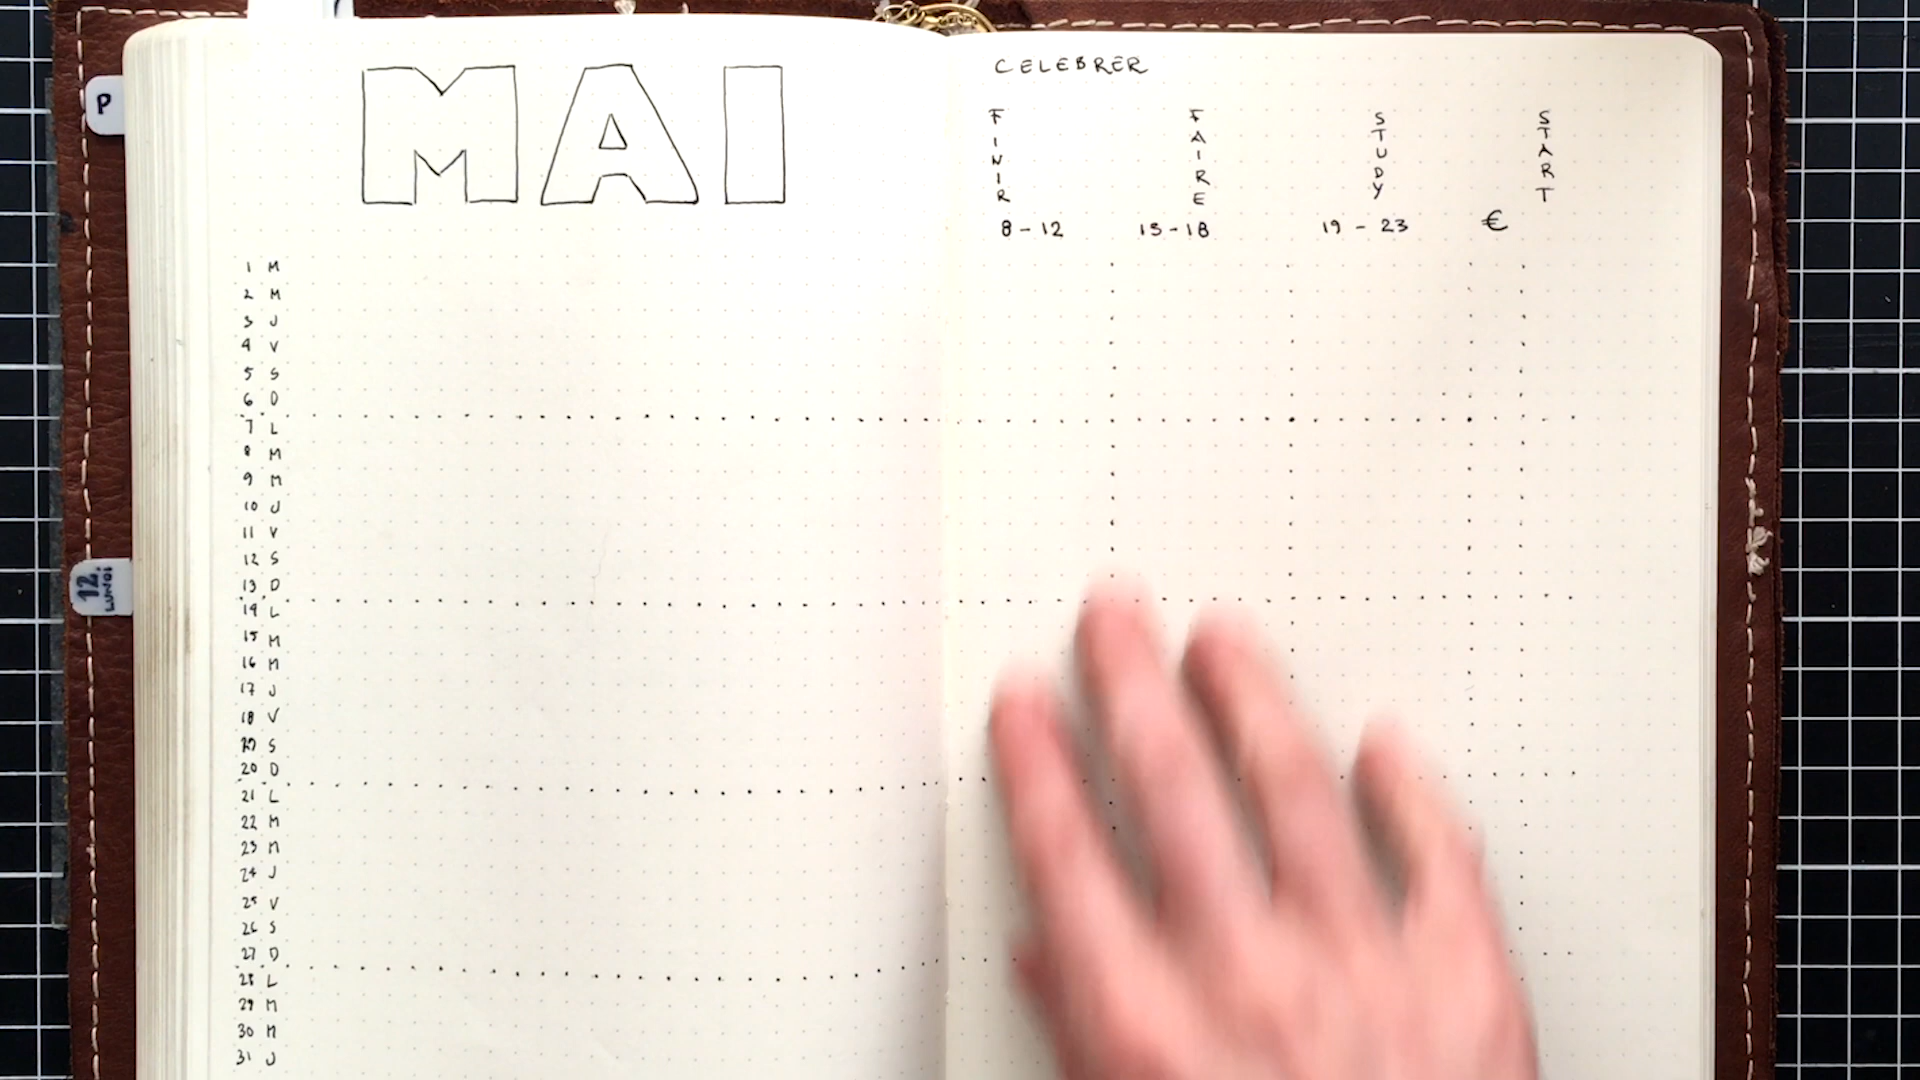 P
12.
LUNDI
MAI
1 M
2 M
3 J
4 V
5 S
6 D
7 L
8 M
9 M
10 J
11 V
12 S
13 D
14 L
15 M
16 M
17 J
18 V
19 S
20 D
21 L
22 M
23 M
24 J
25 V
26 S
27 D
28 L
29 M
30 M
31 J
CELEBRER
FINIR FAIRE STUDY START
8 - 12 13 - 18 19 - 23 €